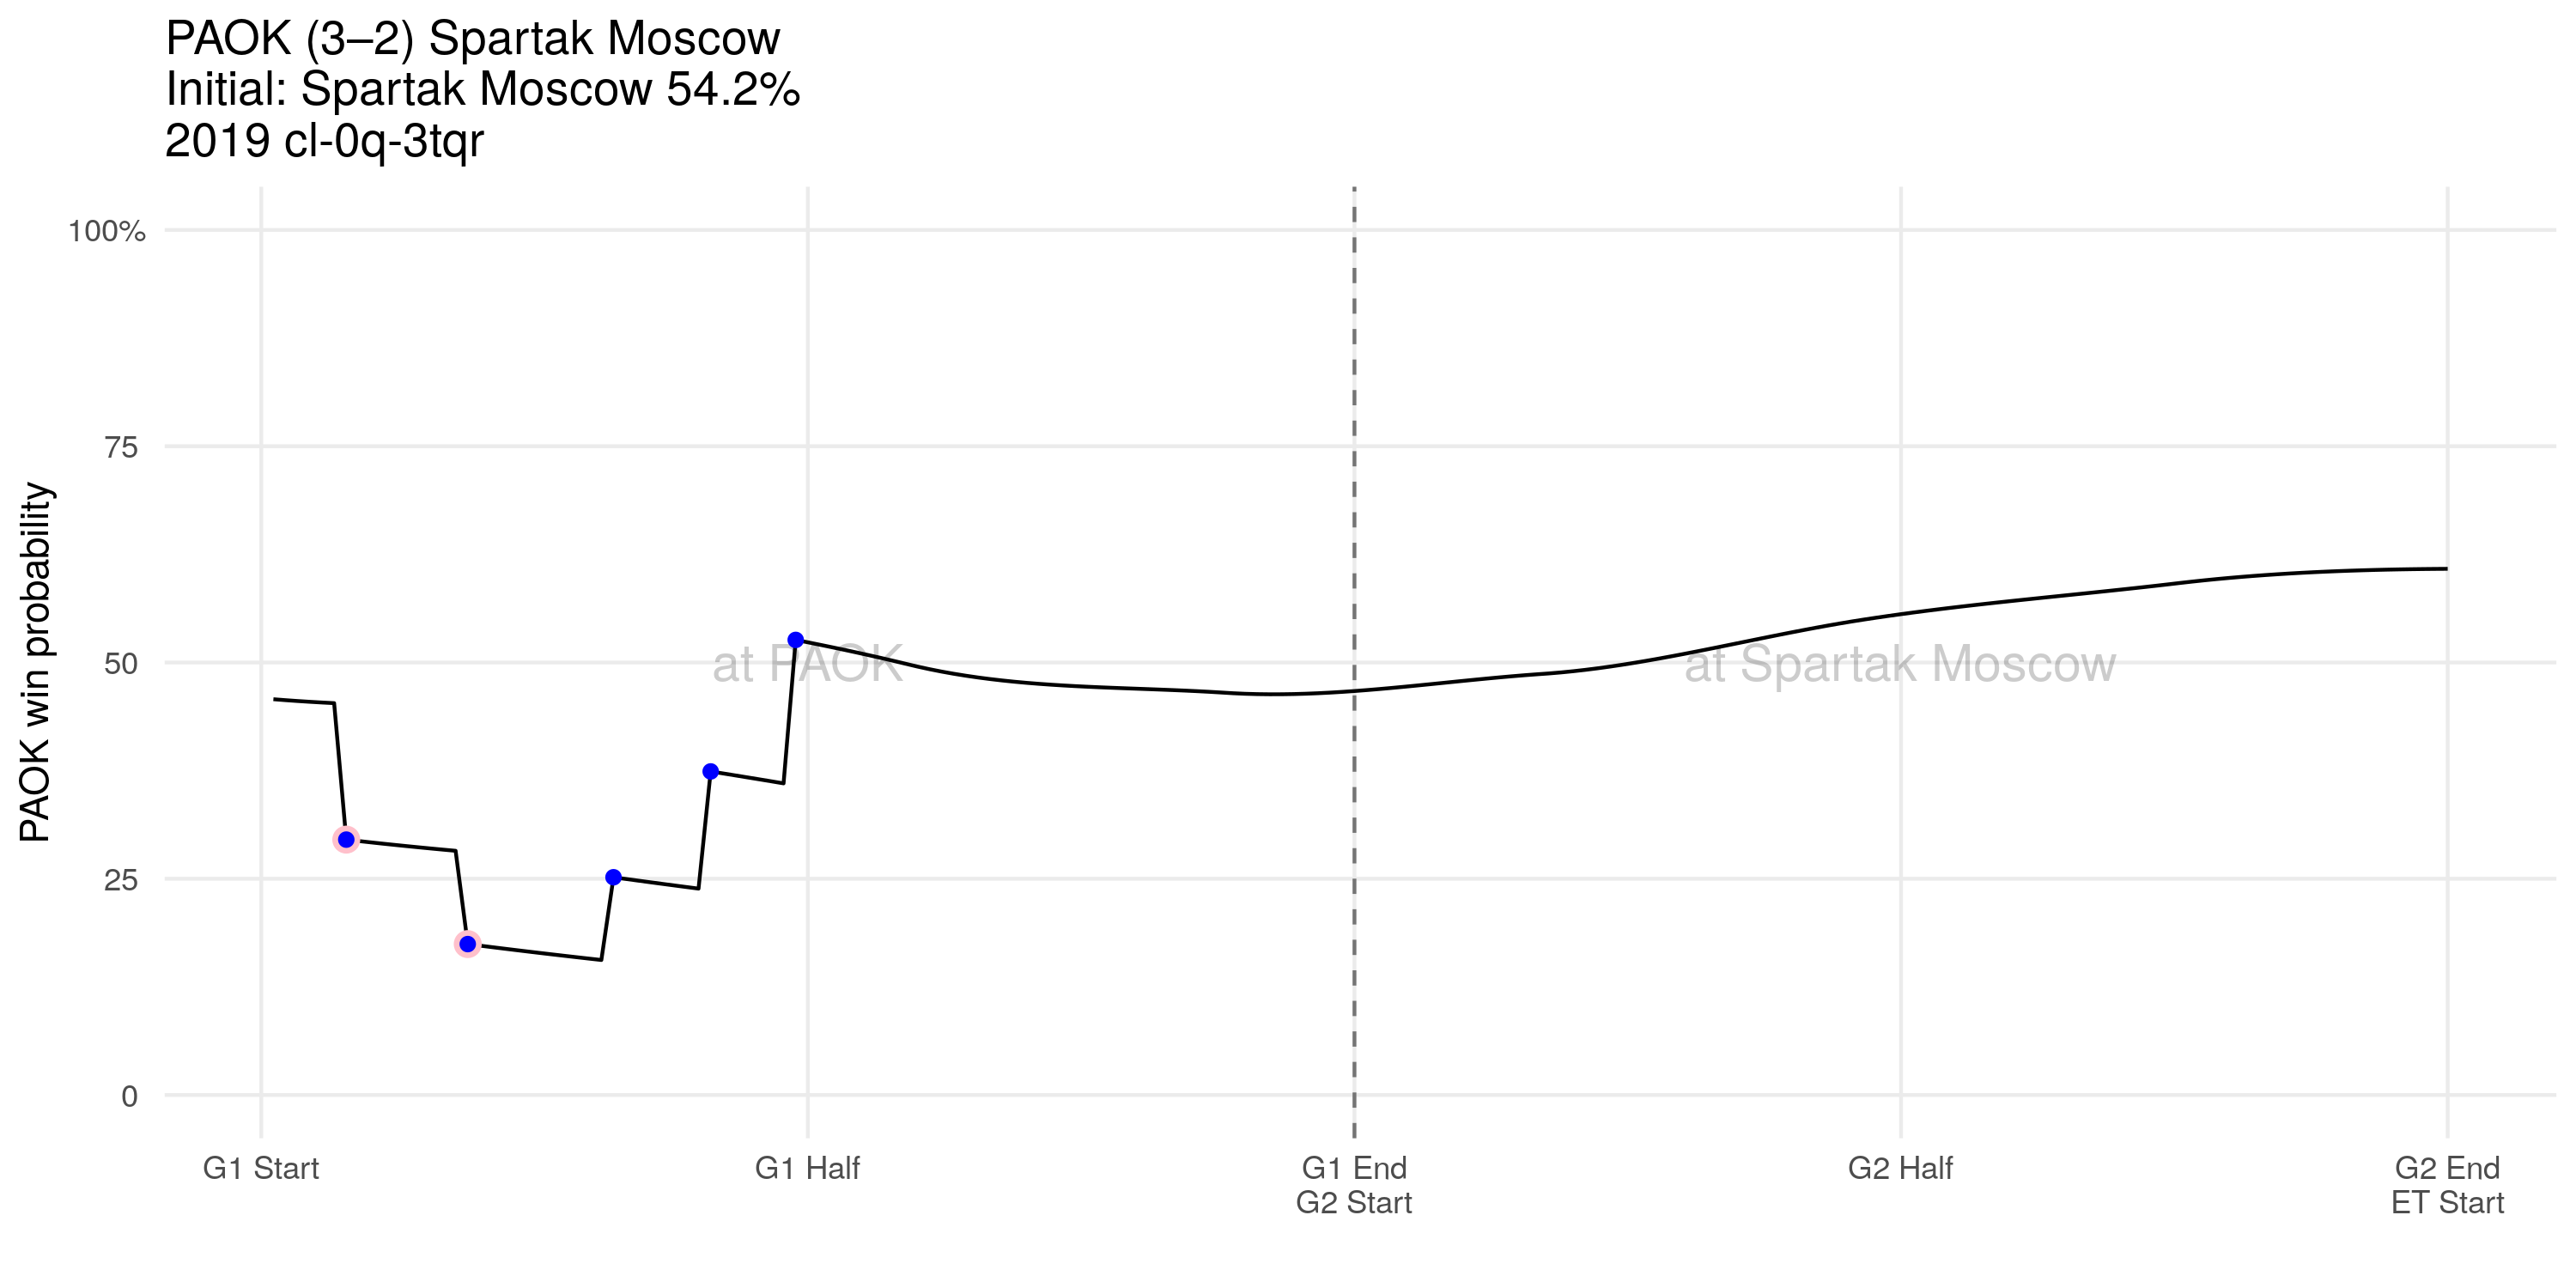 PAOK (3–2) Spartak Moscow
Initial: Spartak Moscow 54.2%
2019 cl-0q-3tqr
PAOK win probability
100%
75
50
25
0
at PAOK
at Spartak Moscow
G1 Start
G1 Half
G1 End
G2 Start
G2 Half
G2 End
ET Start